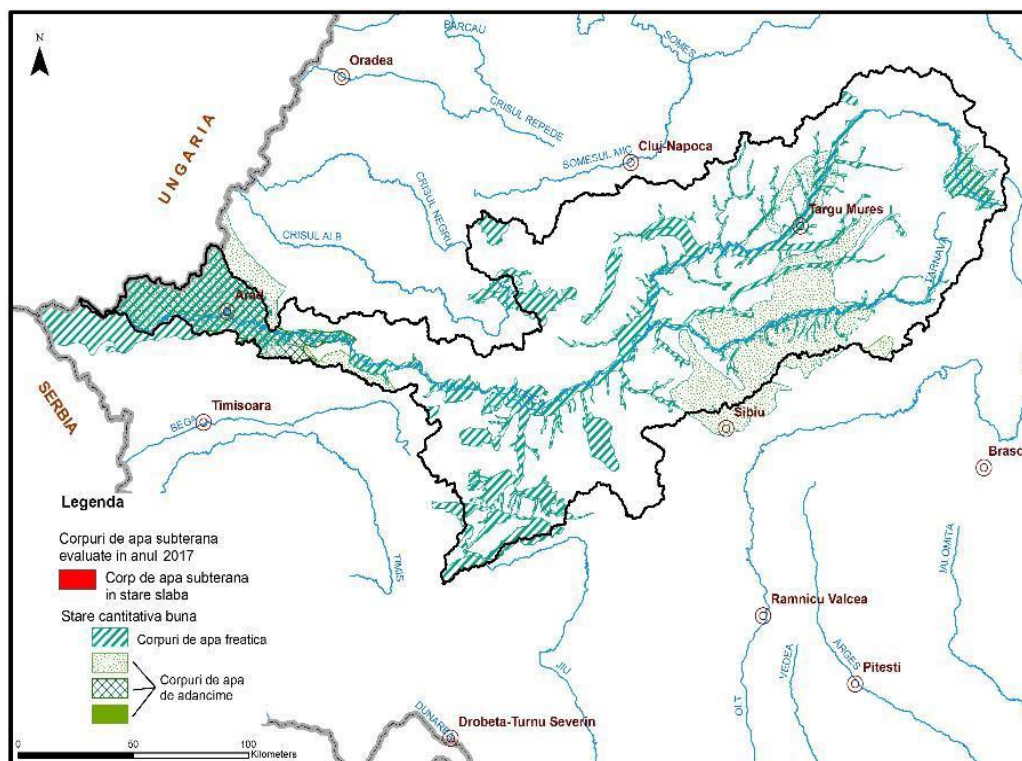 N
BARCAU
SOMES
Oradea
CRISUL REPEDE
UNGARIA
SOMESUL MIC
Cluj-Napoca
CRISUL NEGRU
CRISUL ALB
Targu Mures
TARNAVA
Arad
SERBIA
BEGA
Timisoara
Sibiu
Braso
Legenda
Corpuri de apa subterana
evaluate in anul 2017
Corp de apa subterana
in stare slaba
Stare cantitativa buna
Corpuri de apa freatica
Corpuri de apa
de adancime
TIMIS
JIU
IALOMITA
Ramnicu Valcea
VEDEA
ARGES
Pitesti
OLT
DUNARE
Drobeta-Turnu Severin
0 50 100
Kilometers